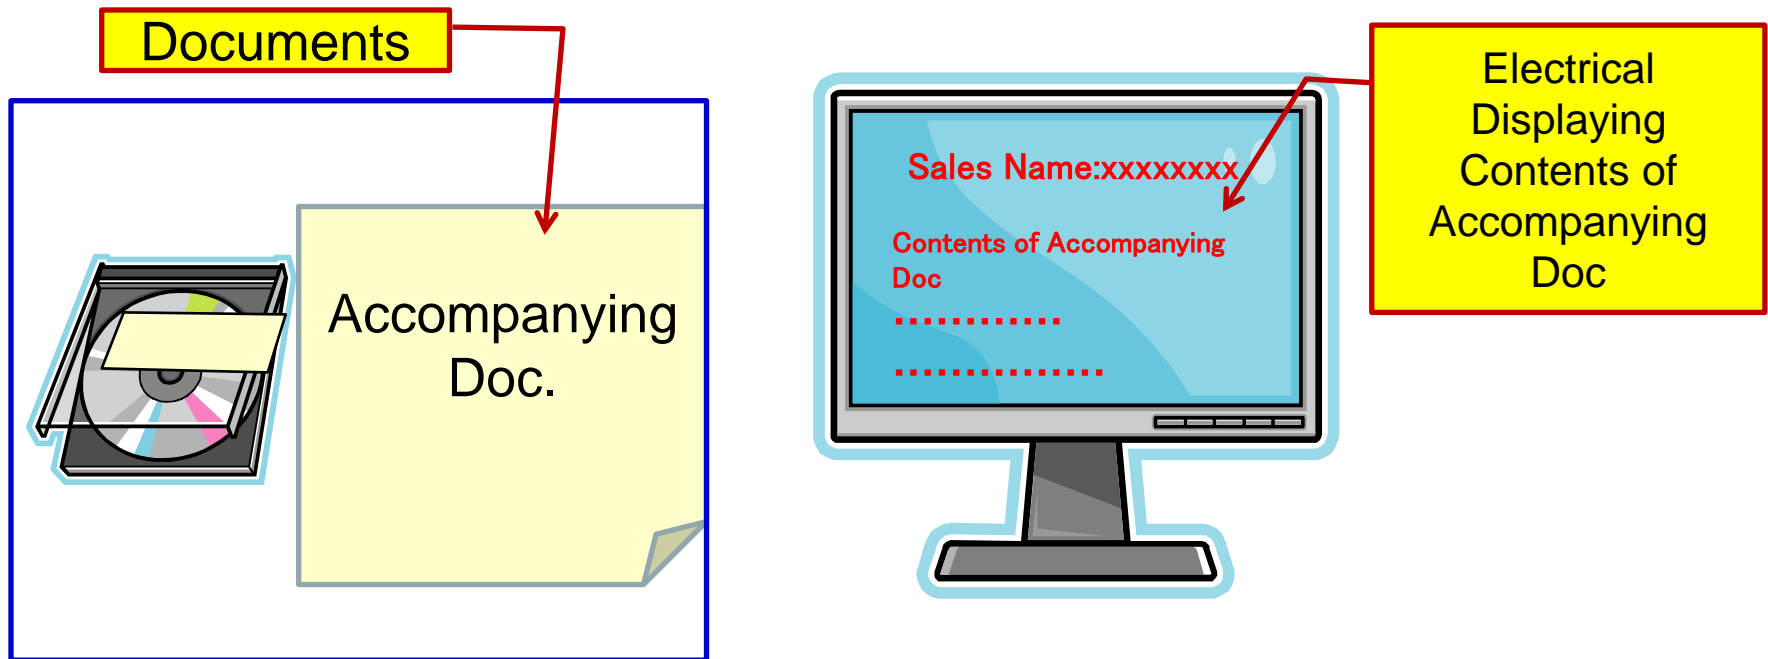 Documents
Accompanying
Doc.
Sales Name:xxxxxxxx
Contents of Accompanying
Doc
............
...............
Electrical
Displaying
Contents of
Accompanying
Doc